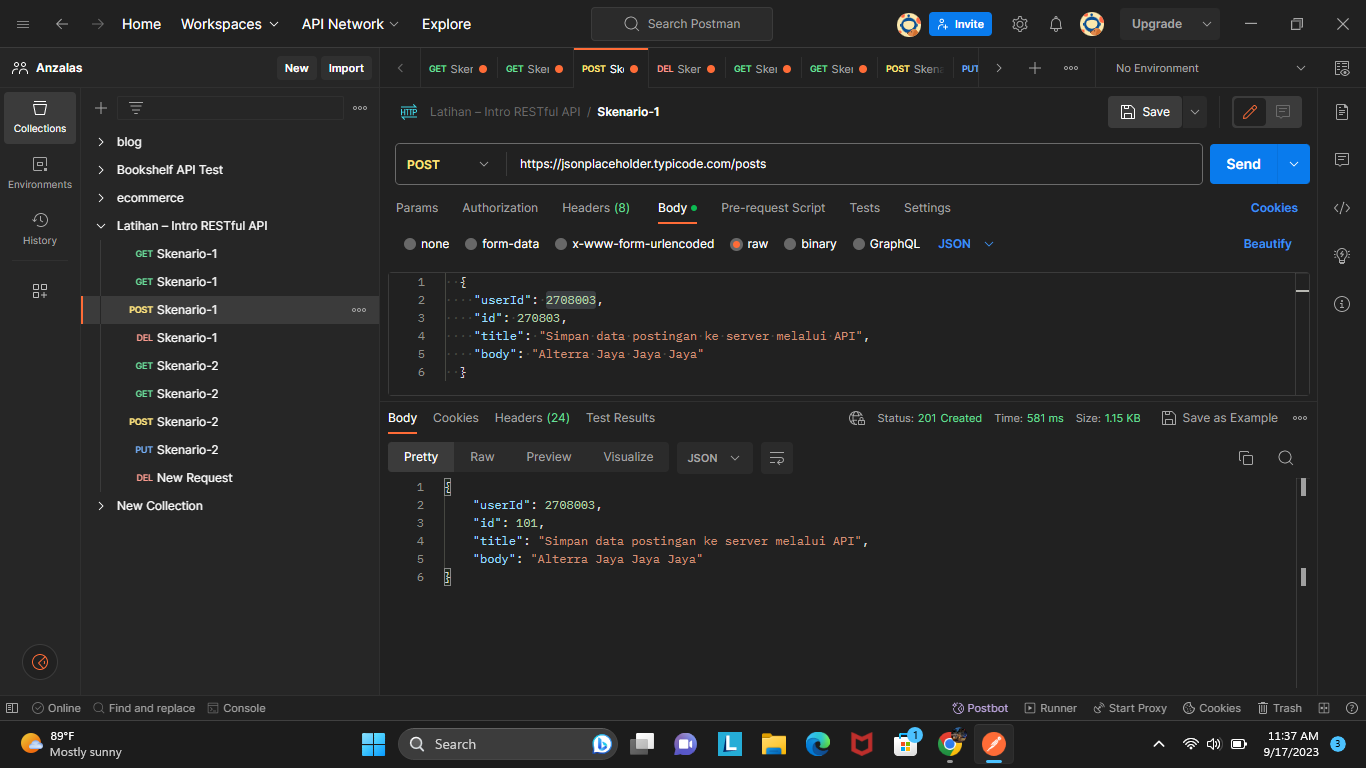 Home Workspaces API Network Explore Search Postman Invite Upgrade
Anzalas New Import GET Sker GET Sker POST Sk DEL Sker GET Sker GET Sker POST Sken PUT No Environment
Collections
Environments
History
blog
Bookshelf API Test
ecommerce
Latihan – Intro RESTful API
GET Skenario-1
GET Skenario-1
POST Skenario-1
DEL Skenario-1
GET Skenario-2
GET Skenario-2
POST Skenario-2
PUT Skenario-2
DEL New Request
New Collection
HTTP Latihan – Intro RESTful API / Skenario-1 Save
POST https://jsonplaceholder.typicode.com/posts Send
Params Authorization Headers (8) Body Pre-request Script Tests Settings Cookies
none form-data x-www-form-urlencoded raw binary GraphQL JSON Beautify
1 {
2 "userId": 2708003,
3 "id": 270803,
4 "title": "Simpan data postingan ke server melalui API",
5 "body": "Alterra Jaya Jaya Jaya"
6 }
Body Cookies Headers (24) Test Results Status: 201 Created Time: 581 ms Size: 1.15 KB Save as Example
Pretty Raw Preview Visualize JSON
1 {
2 "userId": 2708003,
3 "id": 101,
4 "title": "Simpan data postingan ke server melalui API",
5 "body": "Alterra Jaya Jaya Jaya"
6 }
Online Find and replace Console Postbot Runner Start Proxy Cookies Trash
89°F
Mostly sunny
Search
L
1
11:37 AM
9/17/2023
3